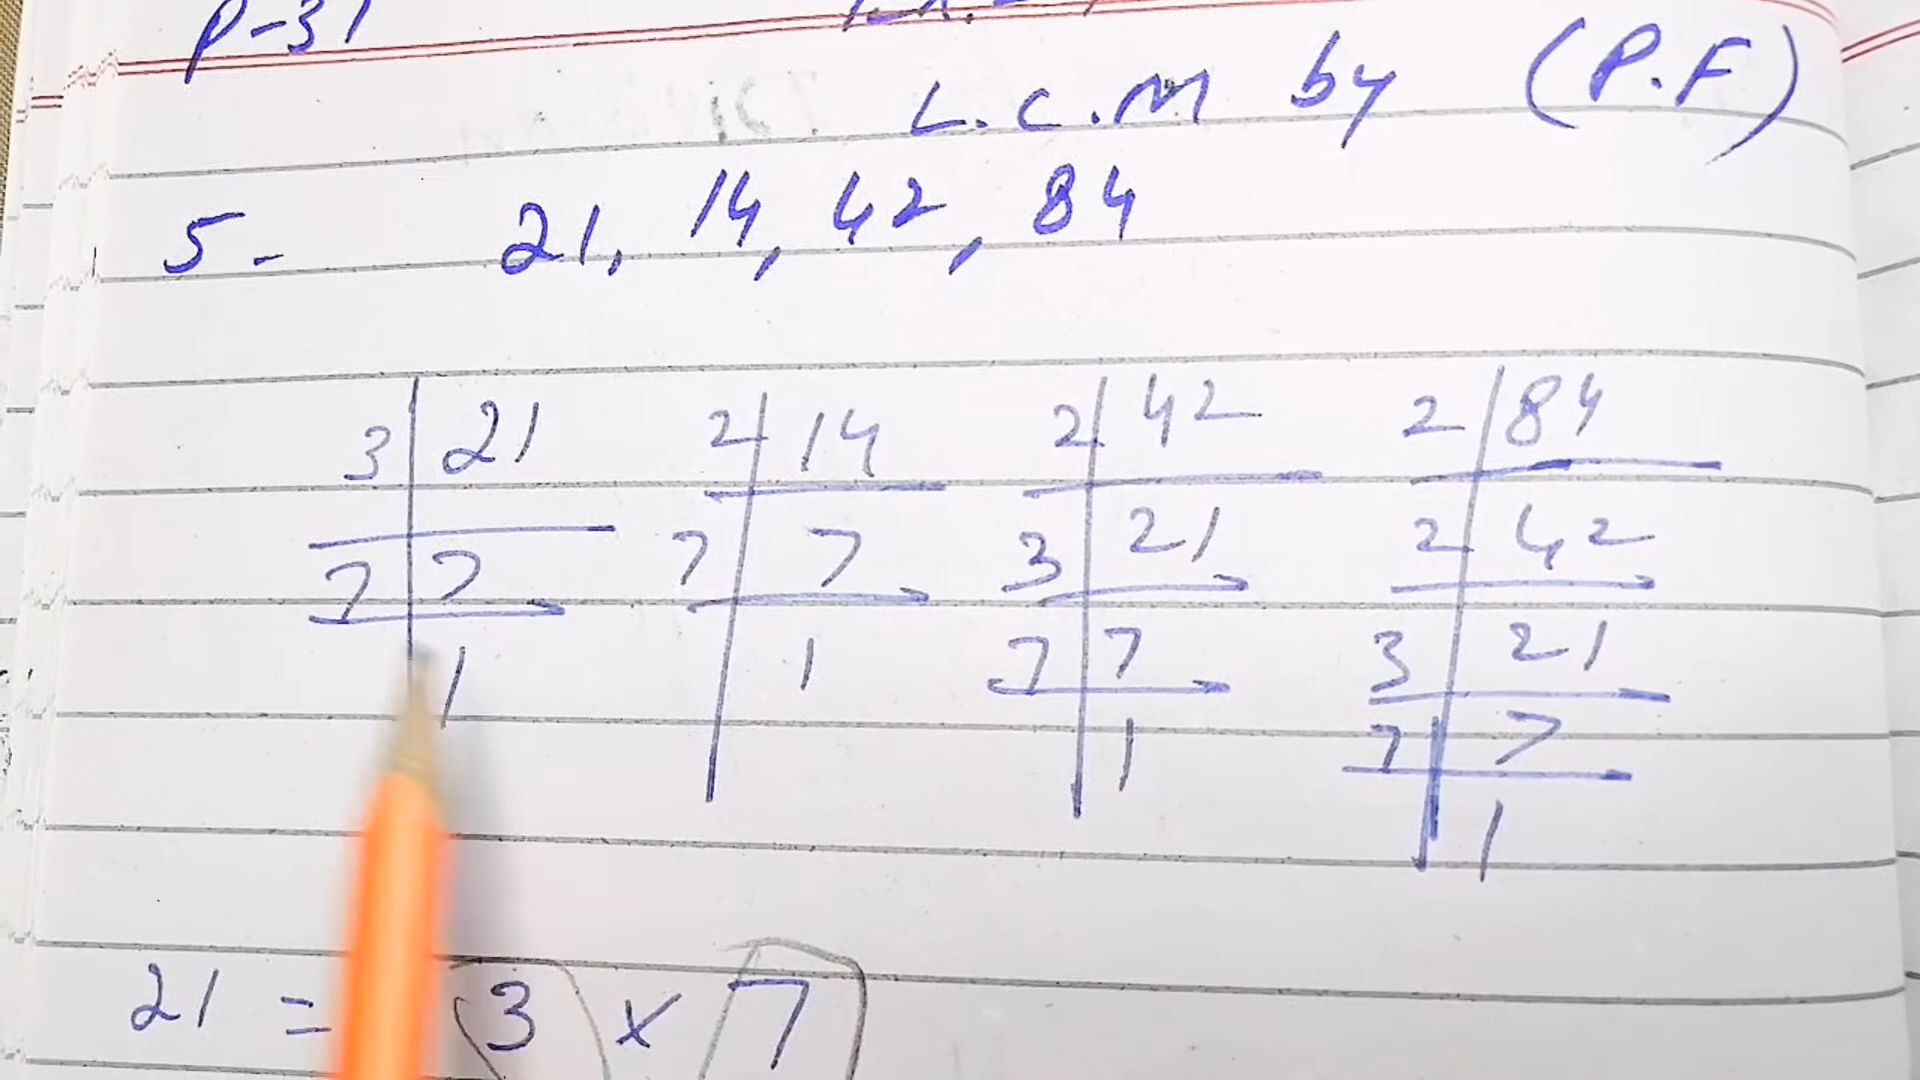 P-31
L.C.M by (P.F)
5- 21, 14, 42, 84
3 21 2 14 2 42 2 84
7 7 7 7 3 21 2 42
1 1 7 7 3 21
1 7 7
1
21 = 3 × 7